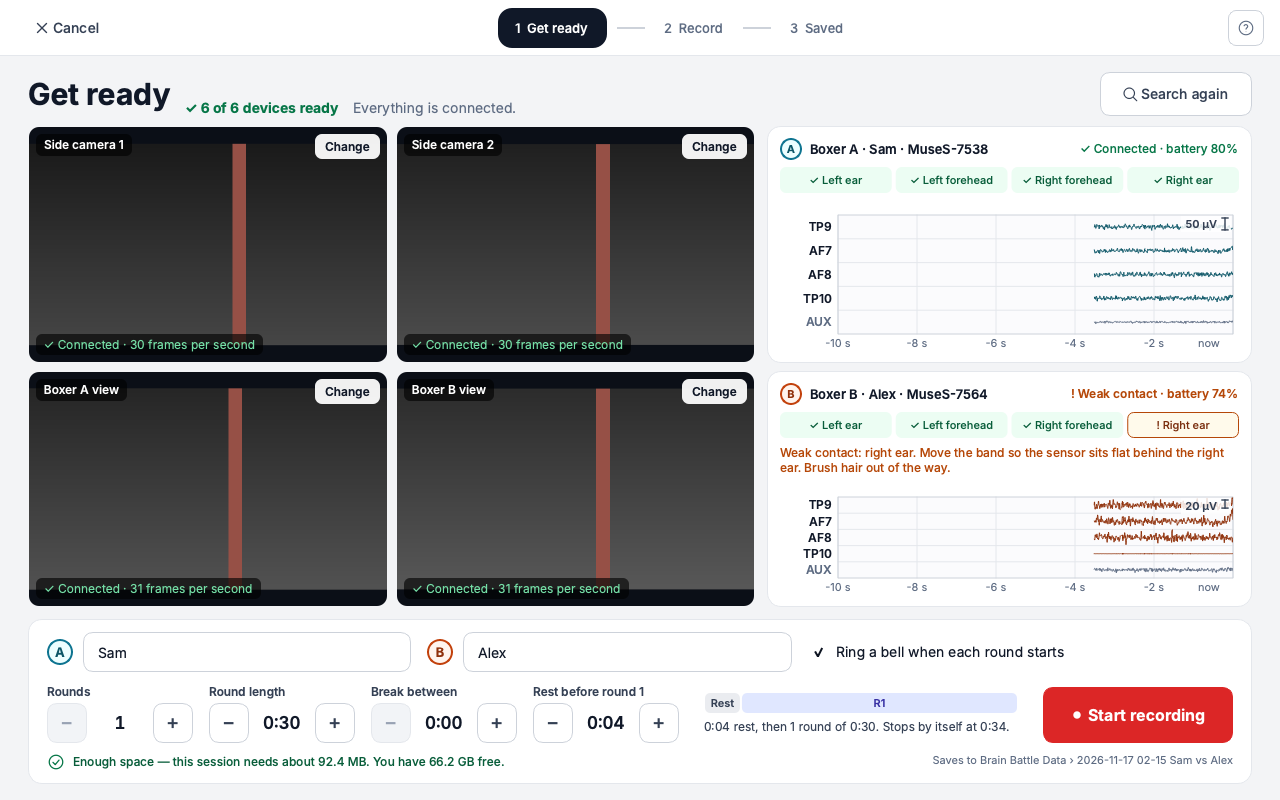 Cancel
1 Get ready
2 Record
3 Saved
Get ready
✓ 6 of 6 devices ready
Everything is connected.
Search again
Side camera 1
Change
✓ Connected · 30 frames per second
Side camera 2
Change
✓ Connected · 30 frames per second
A
Boxer A · Sam · MuseS-7538
✓ Connected · battery 80%
✓ Left ear
✓ Left forehead
✓ Right forehead
✓ Right ear
TP9
AF7
AF8
TP10
AUX
50 µV
-10 s
-8 s
-6 s
-4 s
-2 s
now
Boxer A view
Change
✓ Connected · 31 frames per second
Boxer B view
Change
✓ Connected · 31 frames per second
B
Boxer B · Alex · MuseS-7564
! Weak contact · battery 74%
✓ Left ear
✓ Left forehead
✓ Right forehead
! Right ear
Weak contact: right ear. Move the band so the sensor sits flat behind the right
ear. Brush hair out of the way.
TP9
AF7
AF8
TP10
AUX
20 µV
-10 s
-8 s
-6 s
-4 s
-2 s
now
A
Sam
B
Alex
✓ Ring a bell when each round starts
Rounds
− 1 +
Round length
− 0:30 +
Break between
− 0:00 +
Rest before round 1
− 0:04 +
Rest
R1
0:04 rest, then 1 round of 0:30. Stops by itself at 0:34.
Start recording
Enough space — this session needs about 92.4 MB. You have 66.2 GB free.
Saves to Brain Battle Data › 2026-11-17 02-15 Sam vs Alex